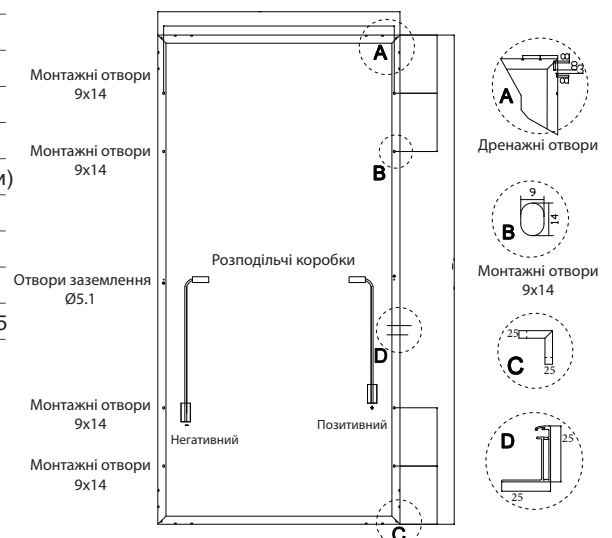 Монтажні отвори
9x14
Монтажні отвори
9x14
и)
Отвори заземлення
Ø5.1
5
Монтажні отвори
9x14
Монтажні отвори
9x14
Розподільчі коробки
Негативний
Позитивний
A
B
D
C
A
Дренажні отвори
9
14
B
Монтажні отвори
9x14
25
C
25
D
25
25